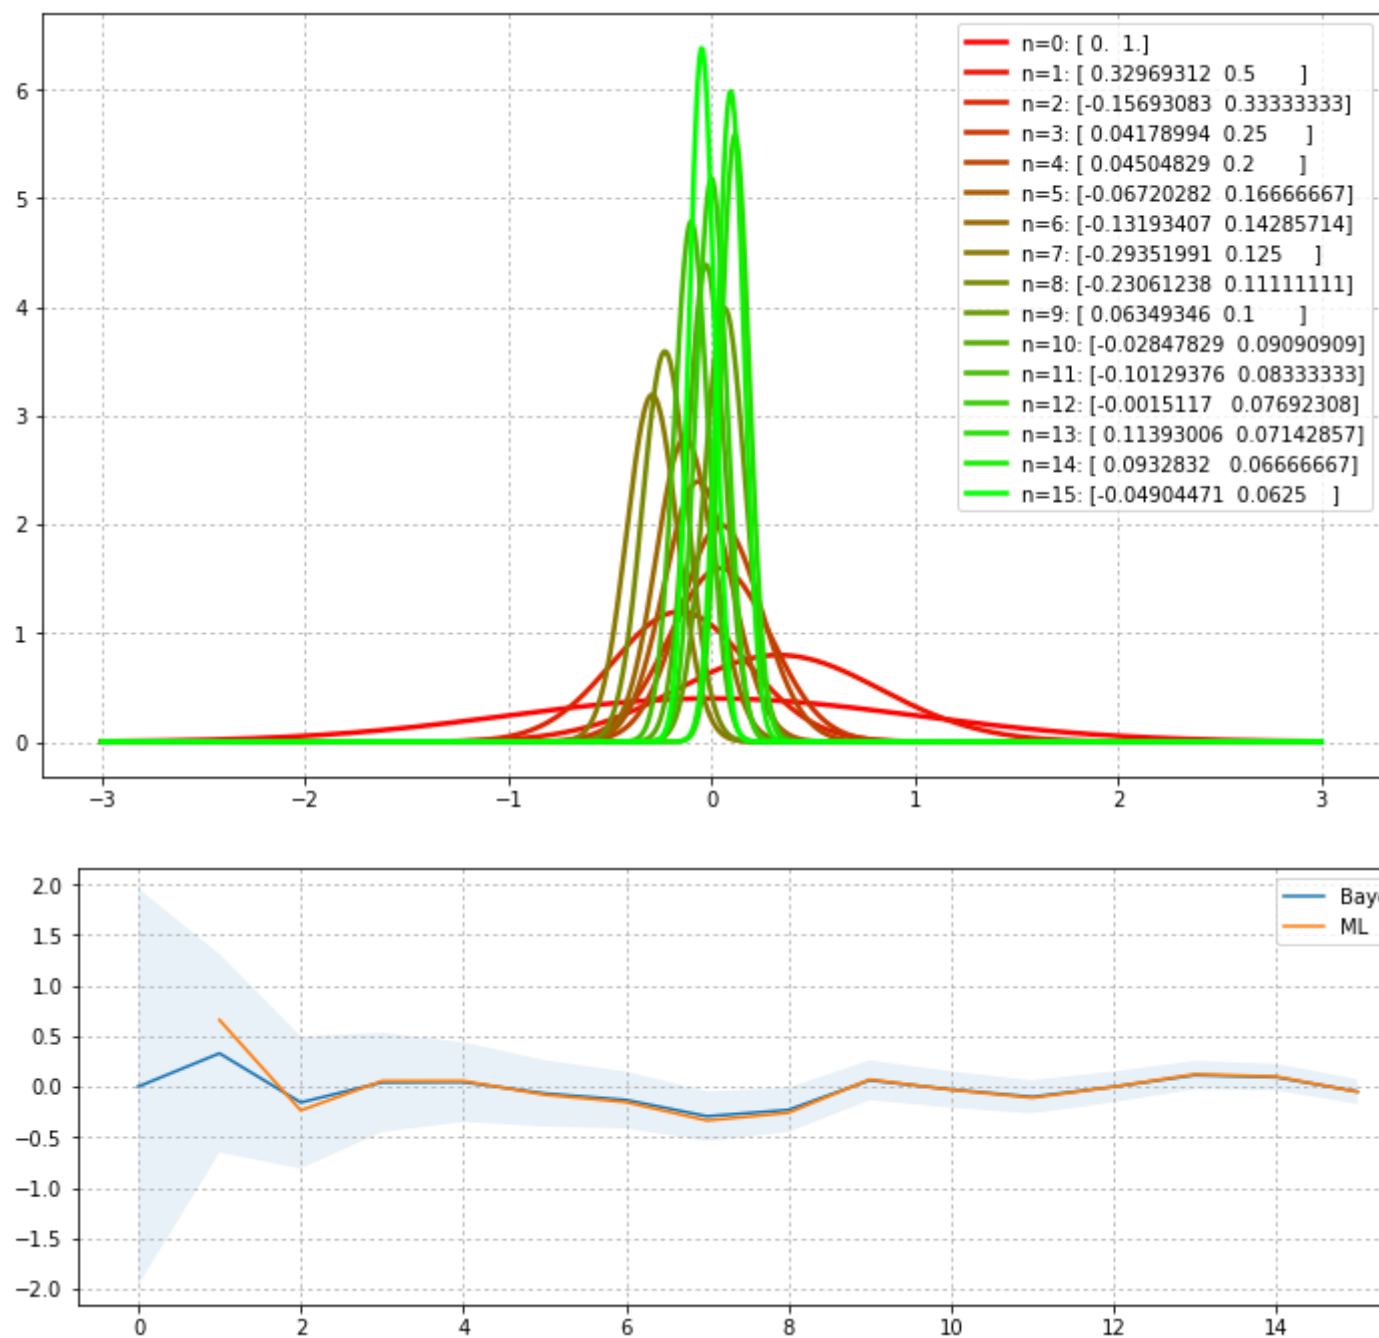 6
5
4
3
2
1
0
n=0: [ 0.  1.]
n=1: [ 0.32969312  0.5       ]
n=2: [-0.15693083  0.33333333]
n=3: [ 0.04178994  0.25      ]
n=4: [ 0.04504829  0.2       ]
n=5: [-0.06720282  0.16666667]
n=6: [-0.13193407  0.14285714]
n=7: [-0.29351991  0.125     ]
n=8: [-0.23061238  0.11111111]
n=9: [ 0.06349346  0.1       ]
n=10: [-0.02847829  0.09090909]
n=11: [-0.10129376  0.08333333]
n=12: [-0.0015117   0.07692308]
n=13: [ 0.11393006  0.07142857]
n=14: [ 0.0932832   0.06666667]
n=15: [-0.04904471  0.0625    ]
−3 −2 −1 0 1 2 3
2.0
1.5
1.0
0.5
0.0
−0.5
−1.0
−1.5
−2.0
ML
0 2 4 6 8 10 12 14